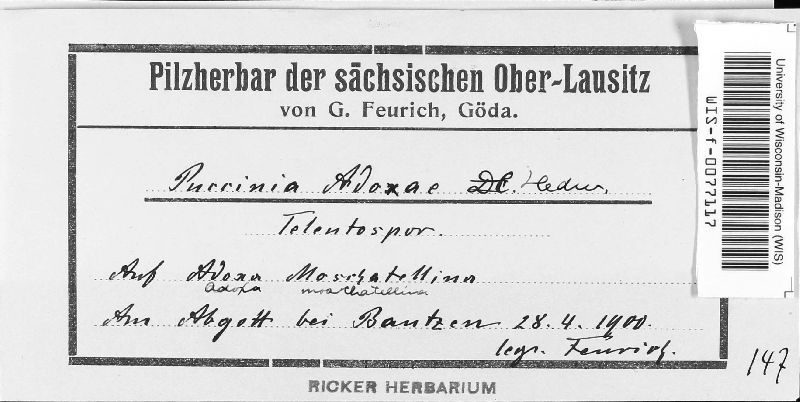 Pilzherbar der sächsischen Ober-Lausitz
von G. Feurich, Göda.
Puccinia Adoxae DC. Hedw.
Teleutospor.
Auf Adoxa Moschatellina
adoxa moschatellina
Am Abgott bei Bautzen 28.4.1900.
legr. Feurich.
147
RICKER HERBARIUM
University of Wisconsin-Madison (WIS)
WIS-f-0077117